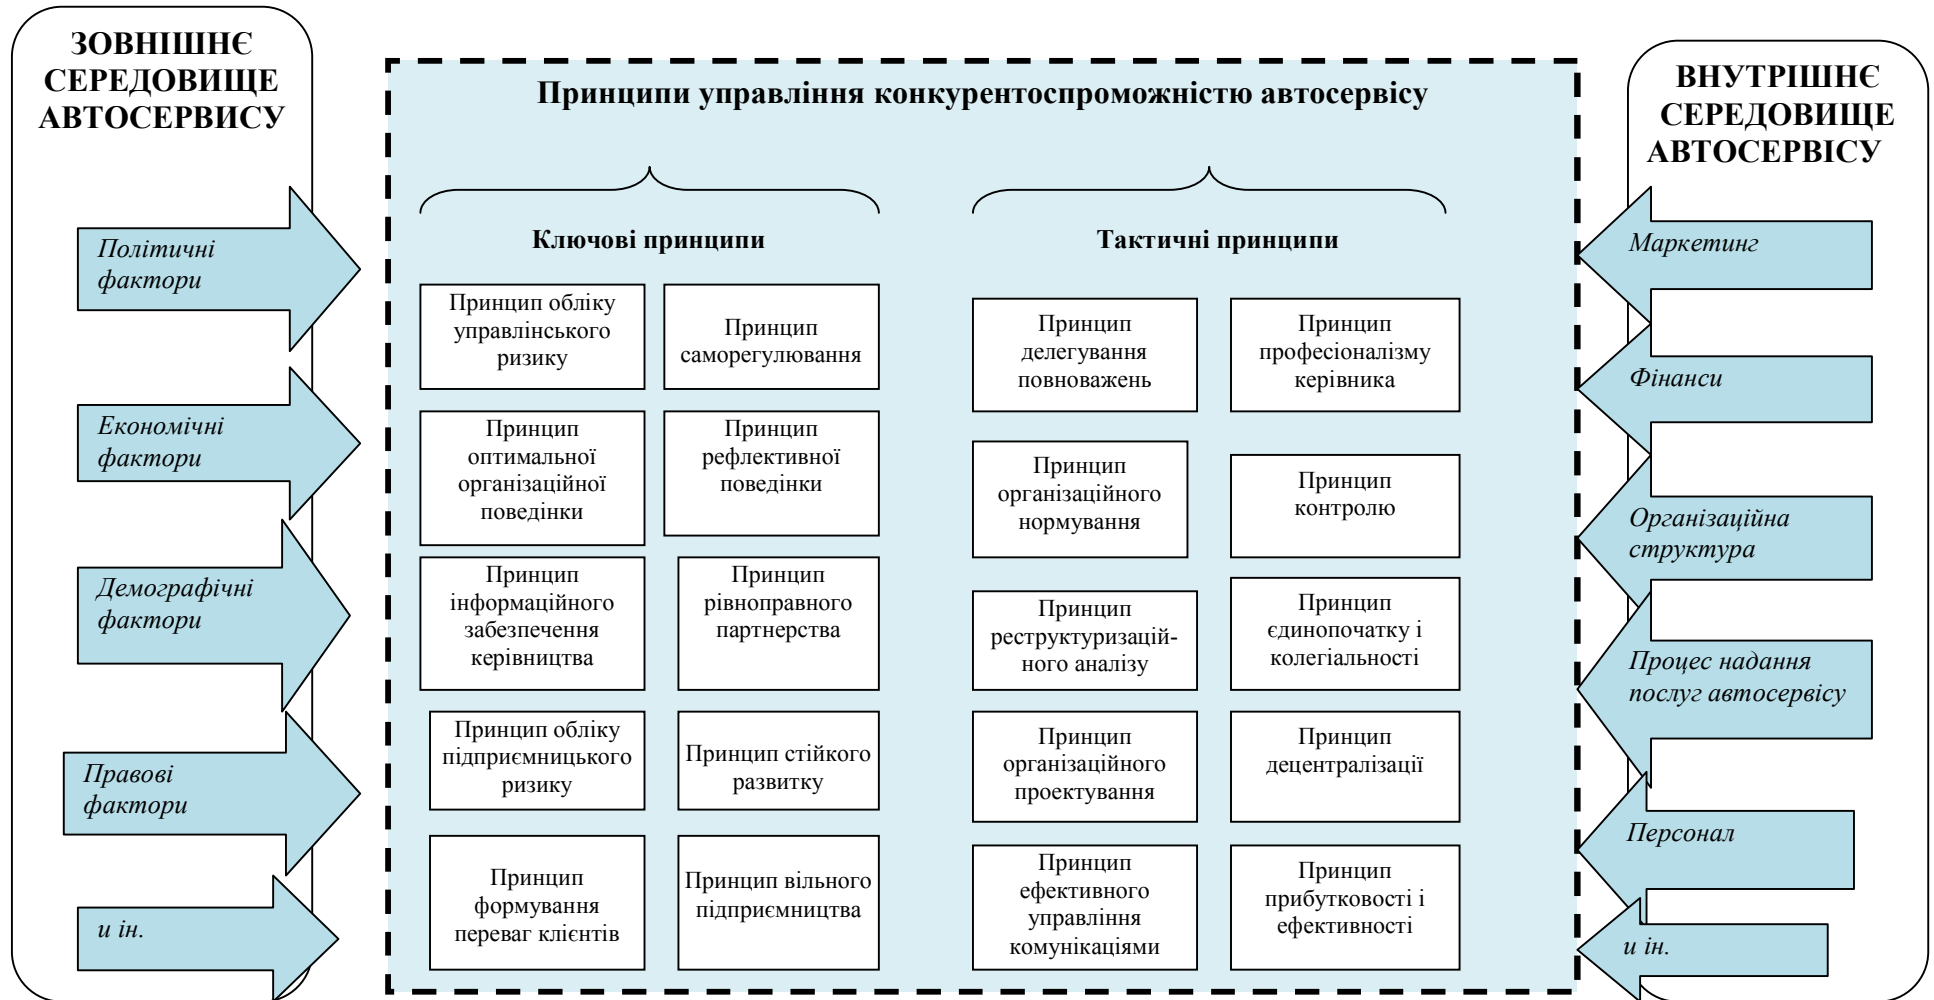 ЗОВНІШНЄ
СЕРЕДОВИЩЕ
АВТОСЕРВИСУ
Політичні
фактори
Економічні
фактори
Демографічні
фактори
Правові
фактори
и ін.
Принципи управління конкурентоспроможністю автосервісу
Ключові принципи
Принцип обліку
управлінського
ризику
Принцип
саморегулювання
Принцип
оптимальної
організаційної
поведінки
Принцип
рефлективної
поведінки
Принцип
інформаційного
забезпечення
керівництва
Принцип
рівноправного
партнерства
Принцип обліку
підприємницького
ризику
Принцип стійкого
развитку
Принцип
формування
переваг клієнтів
Принцип вільного
підприємництва
Тактичні принципи
Принцип
делегування
повноважень
Принцип
професіоналізму
керівника
Принцип
організаційного
нормування
Принцип
контролю
Принцип
реструктуризацій-
ного аналізу
Принцип
єдинопочатку і
колегіальності
Принцип
організаційного
проектування
Принцип
децентралізації
Принцип
ефективного
управління
комунікаціями
Принцип
прибутковості і
ефективності
ВНУТРІШНЄ
СЕРЕДОВИЩЕ
АВТОСЕРВІСУ
Маркетинг
Фінанси
Організаційна
структура
Процес надання
послуг автосервісу
Персонал
и ін.